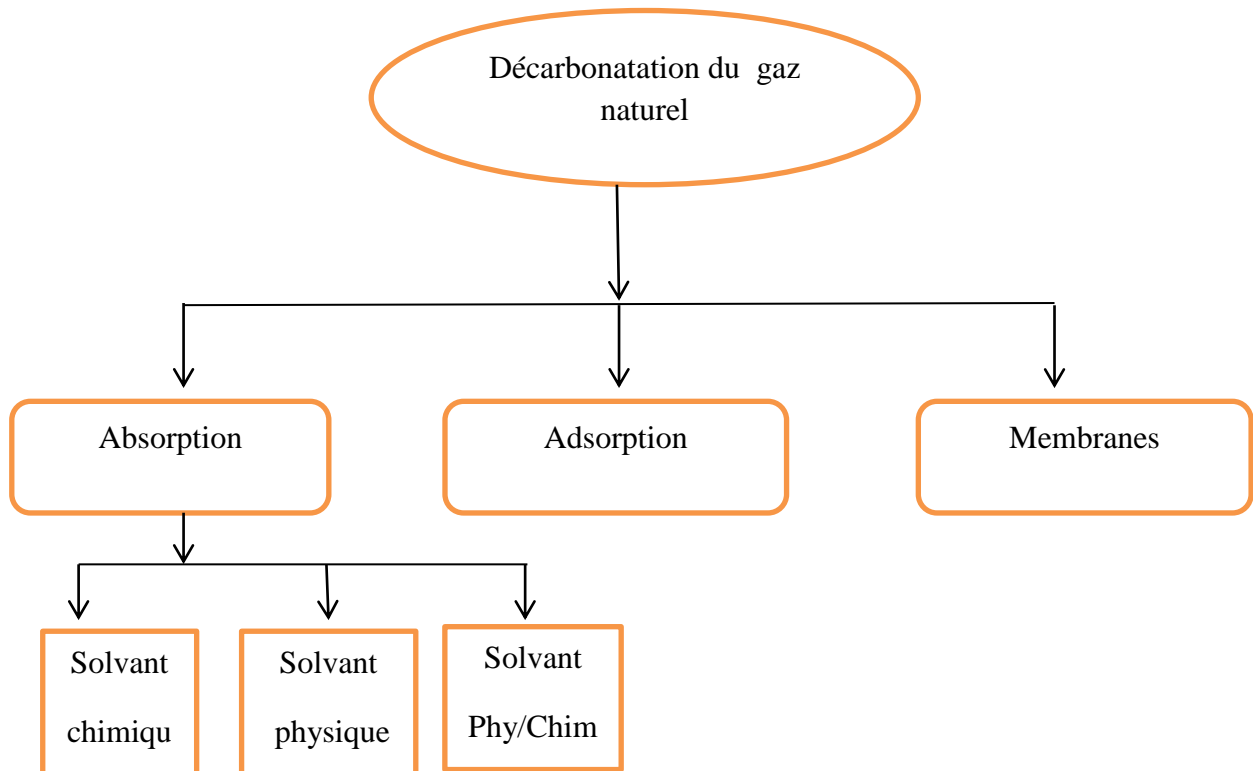 Décarbonatation du gaz
naturel
Absorption
Adsorption
Membranes
Solvant
chimiqu
Solvant
physique
Solvant
Phy/Chim